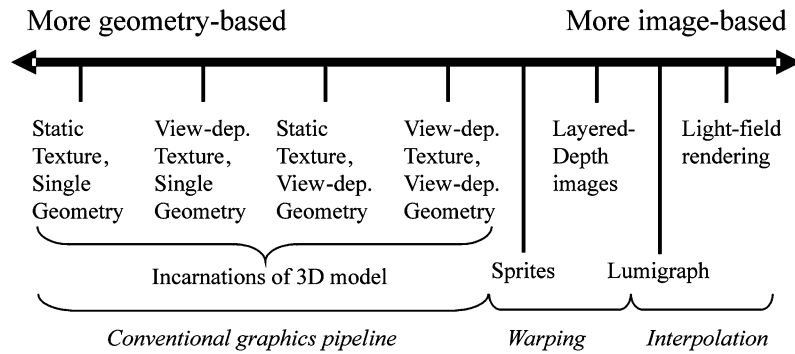 More geometry-based
More image-based
Static
Texture,
Single
Geometry
View-dep.
Texture,
Single
Geometry
Static
Texture,
View-dep.
Geometry
View-dep.
Texture,
View-dep.
Geometry
Layered-
Depth
images
Light-field
rendering
Incarnations of 3D model
Sprites
Lumigraph
Conventional graphics pipeline
Warping
Interpolation